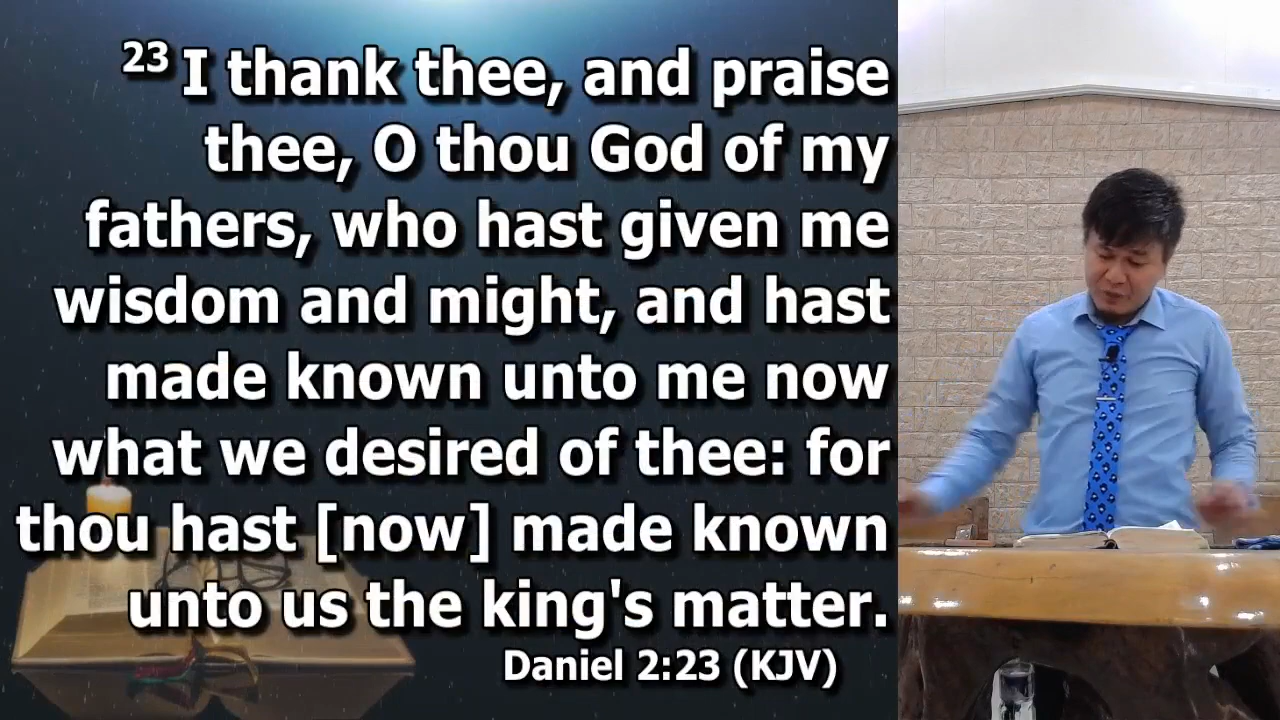 23 I thank thee, and praise
thee, O thou God of my
fathers, who hast given me
wisdom and might, and hast
made known unto me now
what we desired of thee: for
thou hast [now] made known
unto us the king's matter.
Daniel 2:23 (KJV)